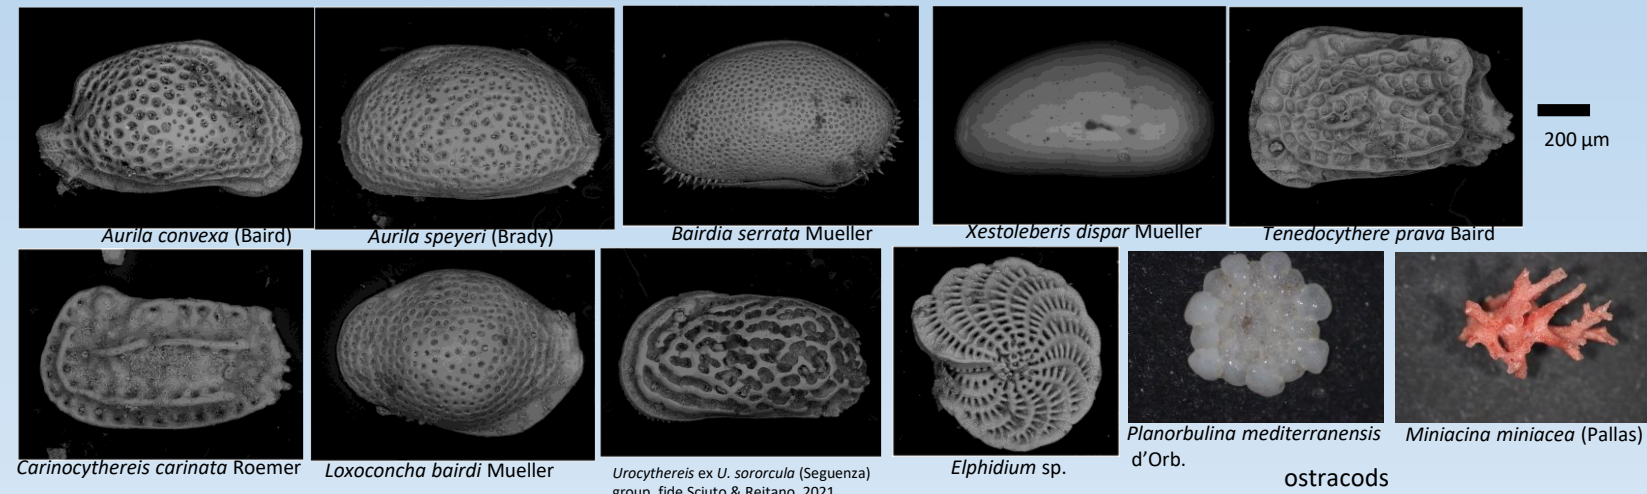 200 µm
Aurila convexa (Baird)
Aurila speyeri (Brady)
Bairdia serrata Mueller
Xestoleberis dispar Mueller
Tenedocythere prava Baird
Carinocythereis carinata Roemer
Loxoconcha bairdi Mueller
Urocythereis ex U. sororcula (Seguenza)
group, fide Sciuto & Reitano, 2021
Elphidium sp.
Planorbulina mediterranensis
d'Orb.
Miniacina miniacea (Pallas)
ostracods